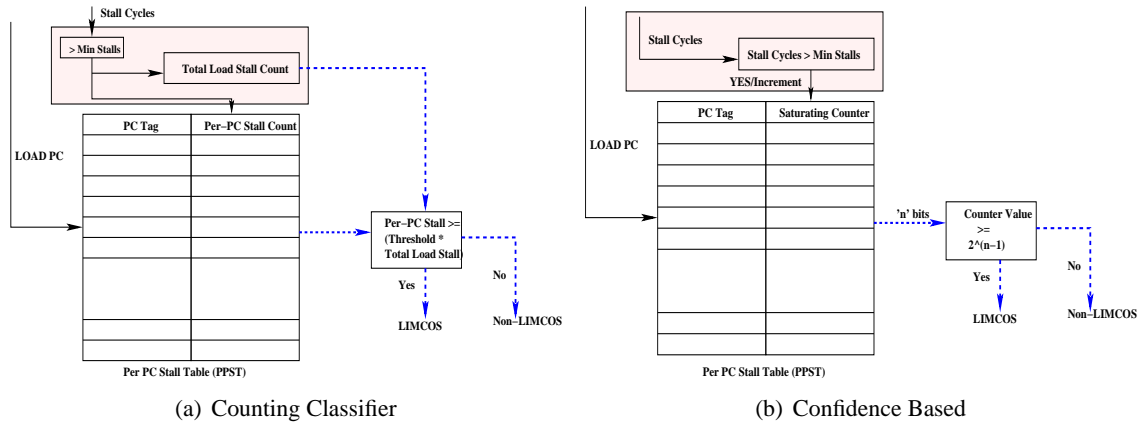 Stall Cycles
> Min Stalls
Total Load Stall Count
PC Tag
Per-PC Stall Count
LOAD PC
Per-PC Stall >=
(Threshold *
Total Load Stall)
Yes
No
LIMCOS
Non-LIMCOS
Per PC Stall Table (PPST)
(a) Counting Classifier
Stall Cycles
Stall Cycles > Min Stalls
YES/Increment
PC Tag
Saturating Counter
LOAD PC
'n' bits
Counter Value
>=
2^(n-1)
Yes
No
LIMCOS
Non-LIMCOS
Per PC Stall Table (PPST)
(b) Confidence Based